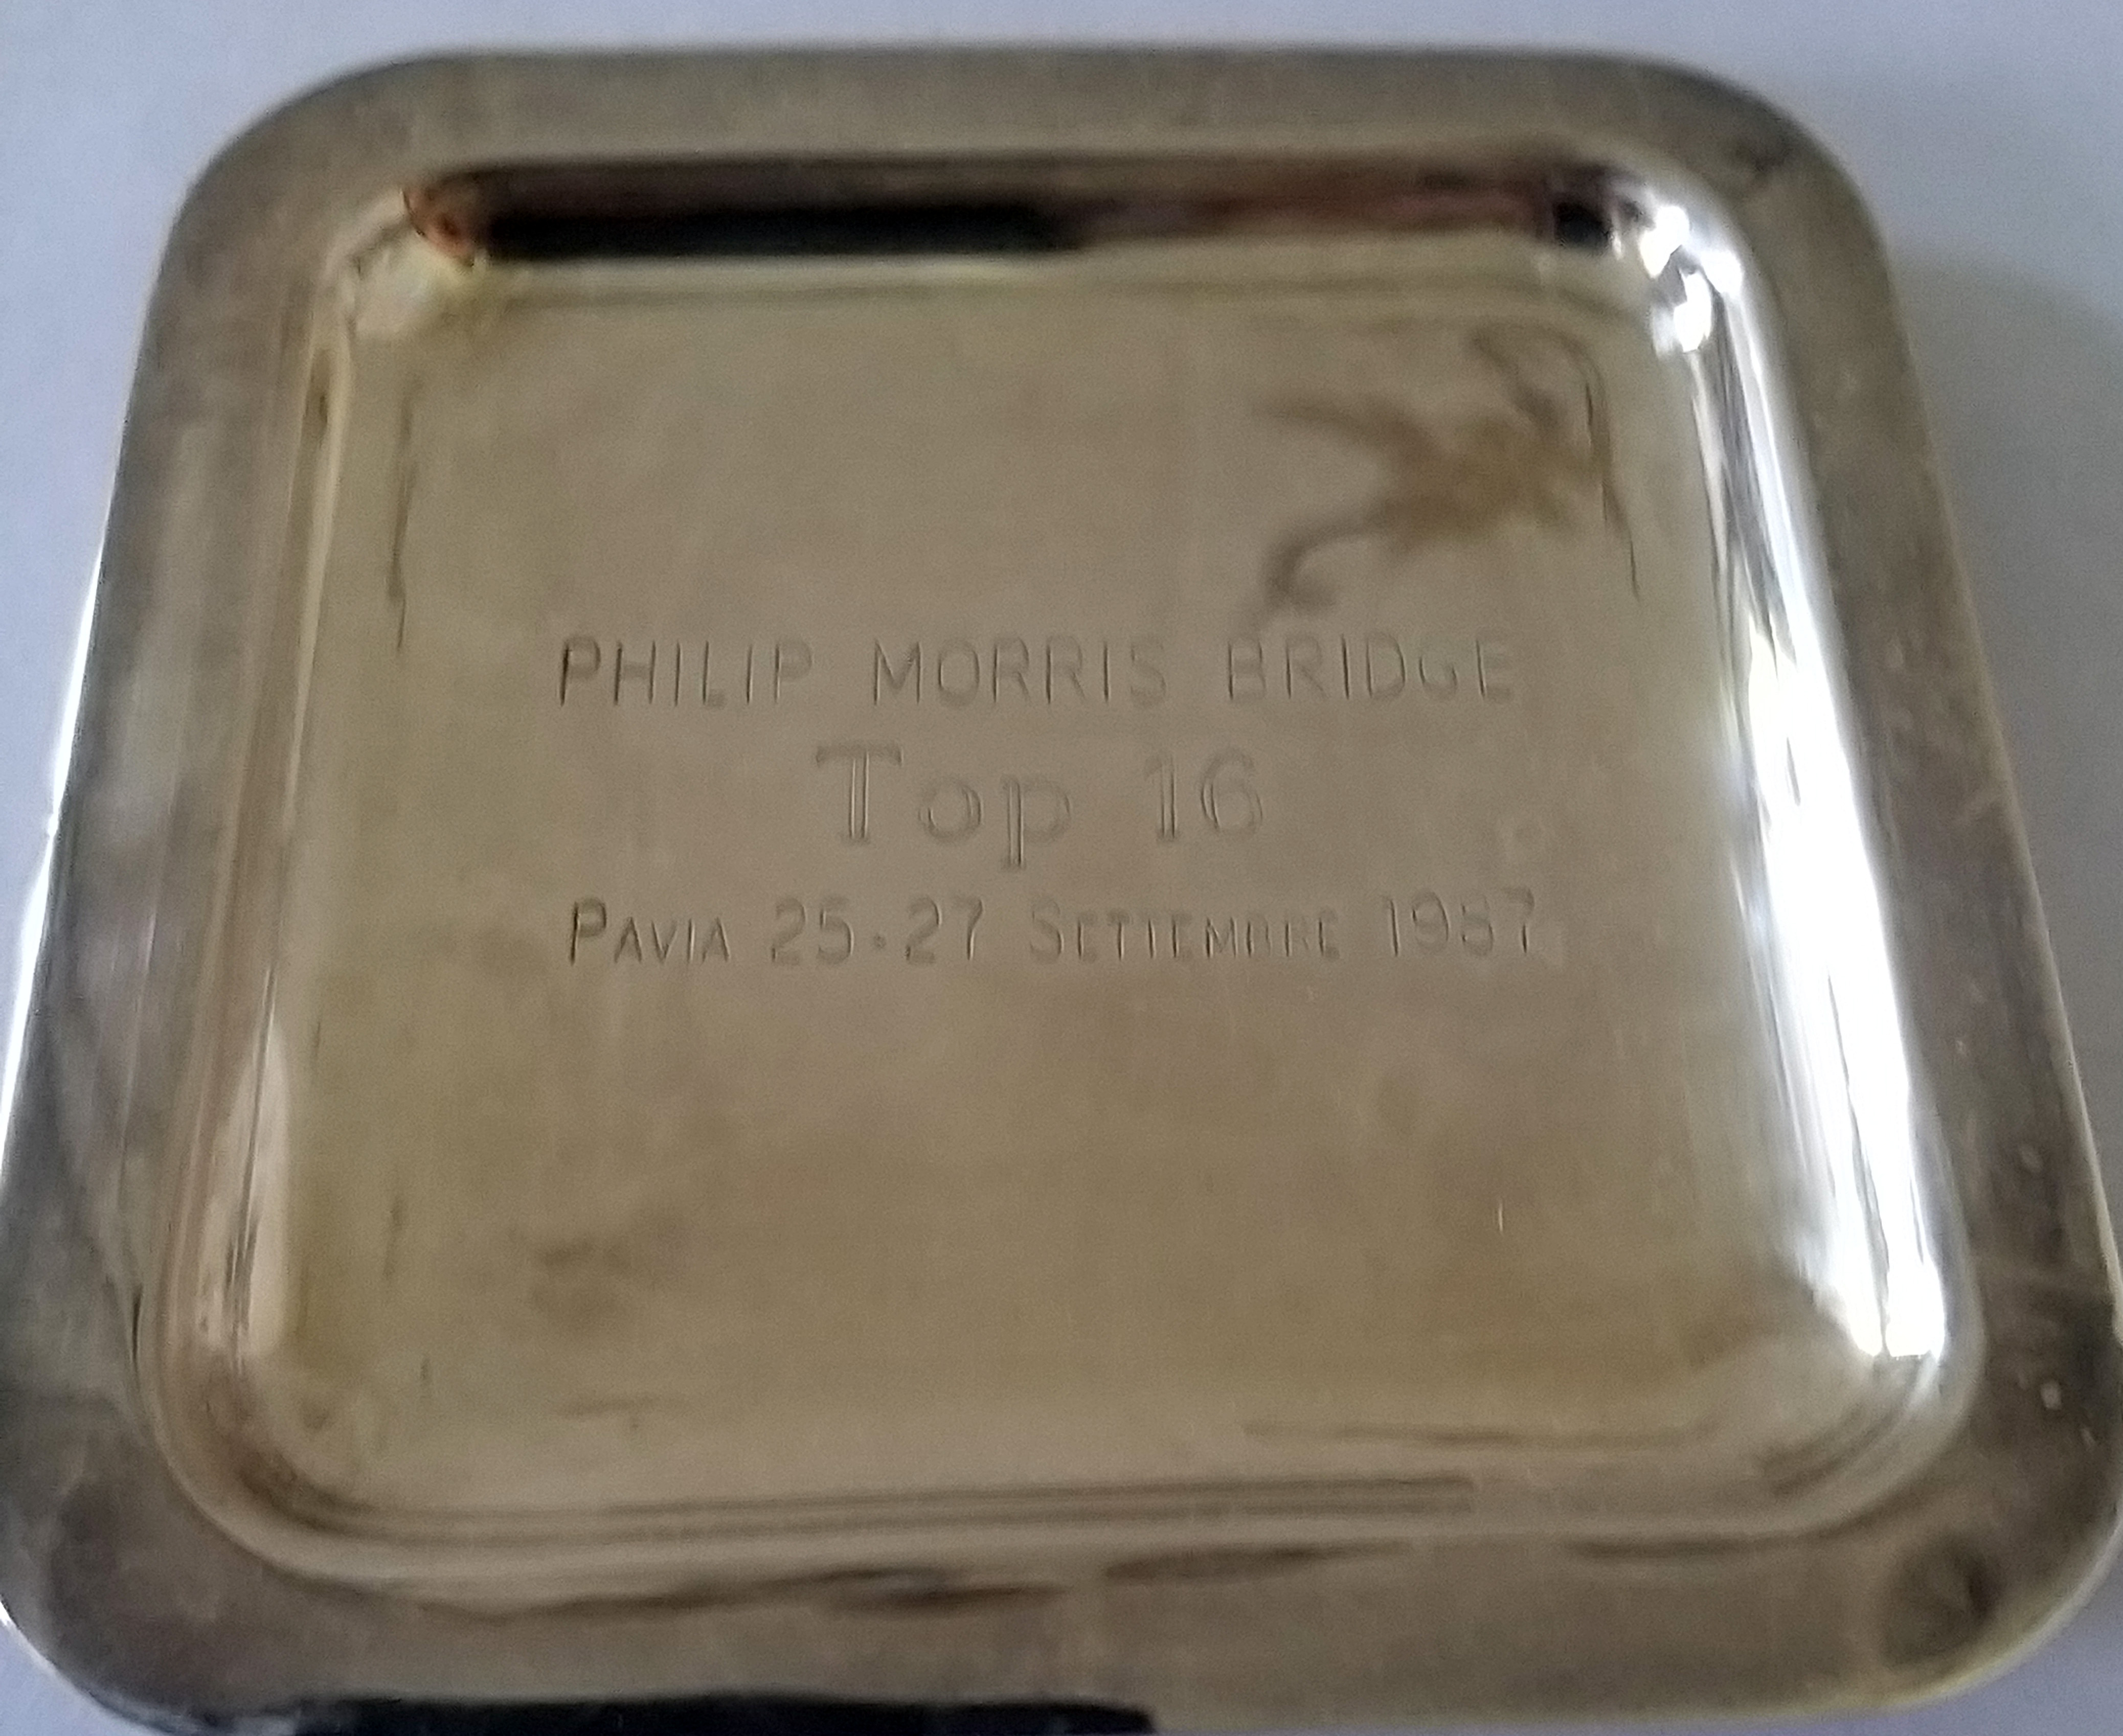 PHILIP MORRIS BRIDGE
Top 16
PAVIA 25·27 SETTEMBRE 1987